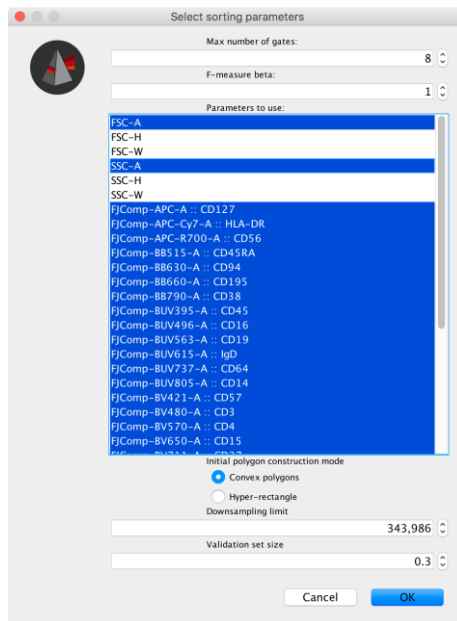 Select sorting parameters
Max number of gates:
8
F-measure beta:
1
Parameters to use:
FSC-A
FSC-H
FSC-W
SSC-A
SSC-H
SSC-W
FJComp-APC-A :: CD127
FJComp-APC-Cy7-A :: HLA-DR
FJComp-APC-R700-A :: CD56
FJComp-BB515-A :: CD45RA
FJComp-BB630-A :: CD94
FJComp-BB660-A :: CD195
FJComp-BB790-A :: CD38
FJComp-BUV395-A :: CD45
FJComp-BUV496-A :: CD16
FJComp-BUV563-A :: CD19
FJComp-BUV615-A :: IgD
FJComp-BUV737-A :: CD64
FJComp-BUV805-A :: CD14
FJComp-BV421-A :: CD57
FJComp-BV480-A :: CD3
FJComp-BV570-A :: CD4
FJComp-BV650-A :: CD15
FJComp-BV711-A :: CD27
Initial polygon construction mode
Convex polygons
Hyper-rectangle
Downsampling limit
343,986
Validation set size
0.3
Cancel OK